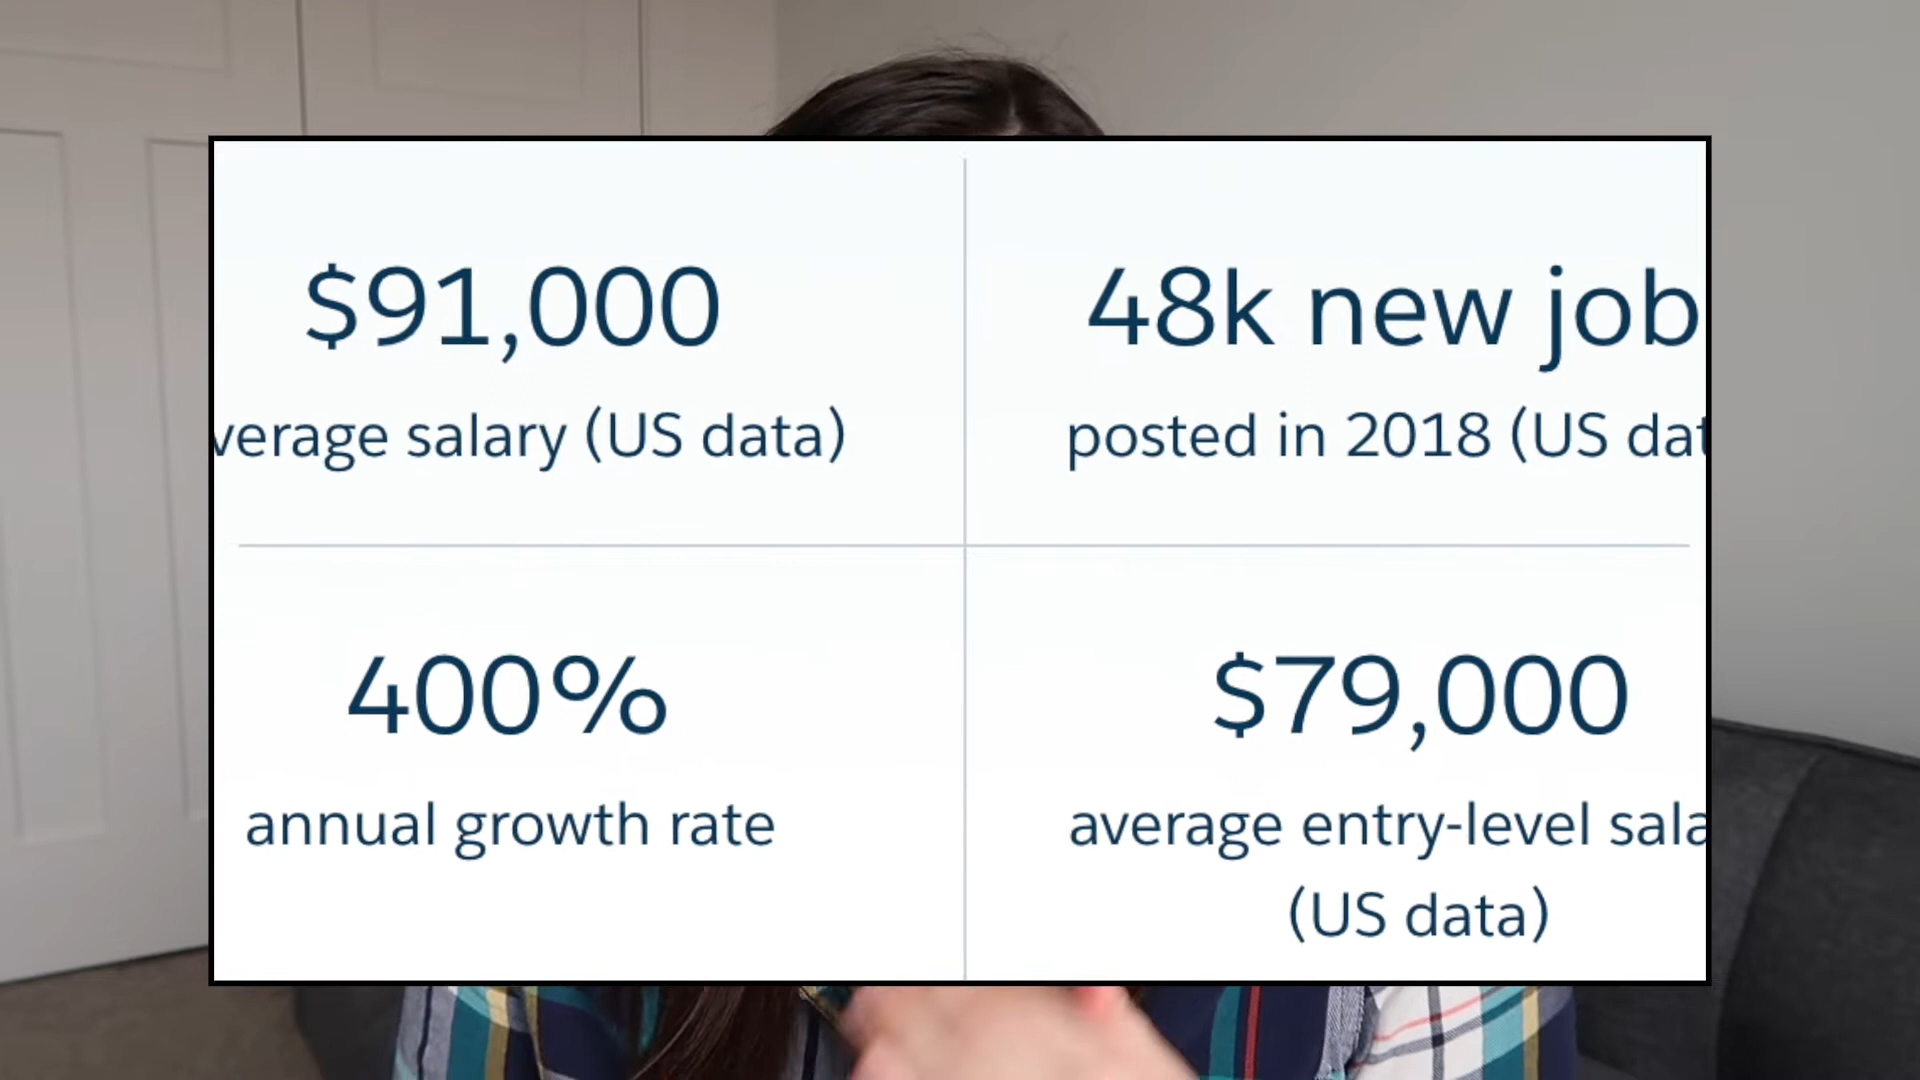 $91,000
verage salary (US data)
48k new job
posted in 2018 (US dat
400%
annual growth rate
$79,000
average entry-level sala
(US data)